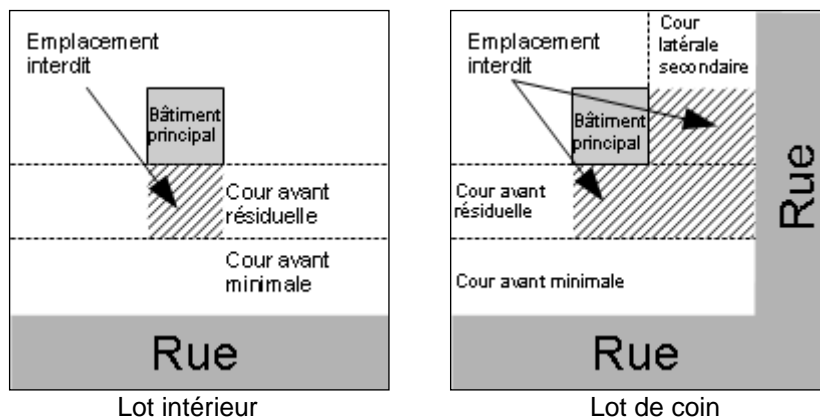 Emplacement
interdit
Bâtiment
principal
Cour avant
résiduelle
Cour avant
minimale
Rue
Lot intérieur
Emplacement
interdit
Cour
latérale
secondaire
Bâtiment
principal
Cour avant
résiduelle
Cour avant minimale
Rue
Rue
Lot de coin